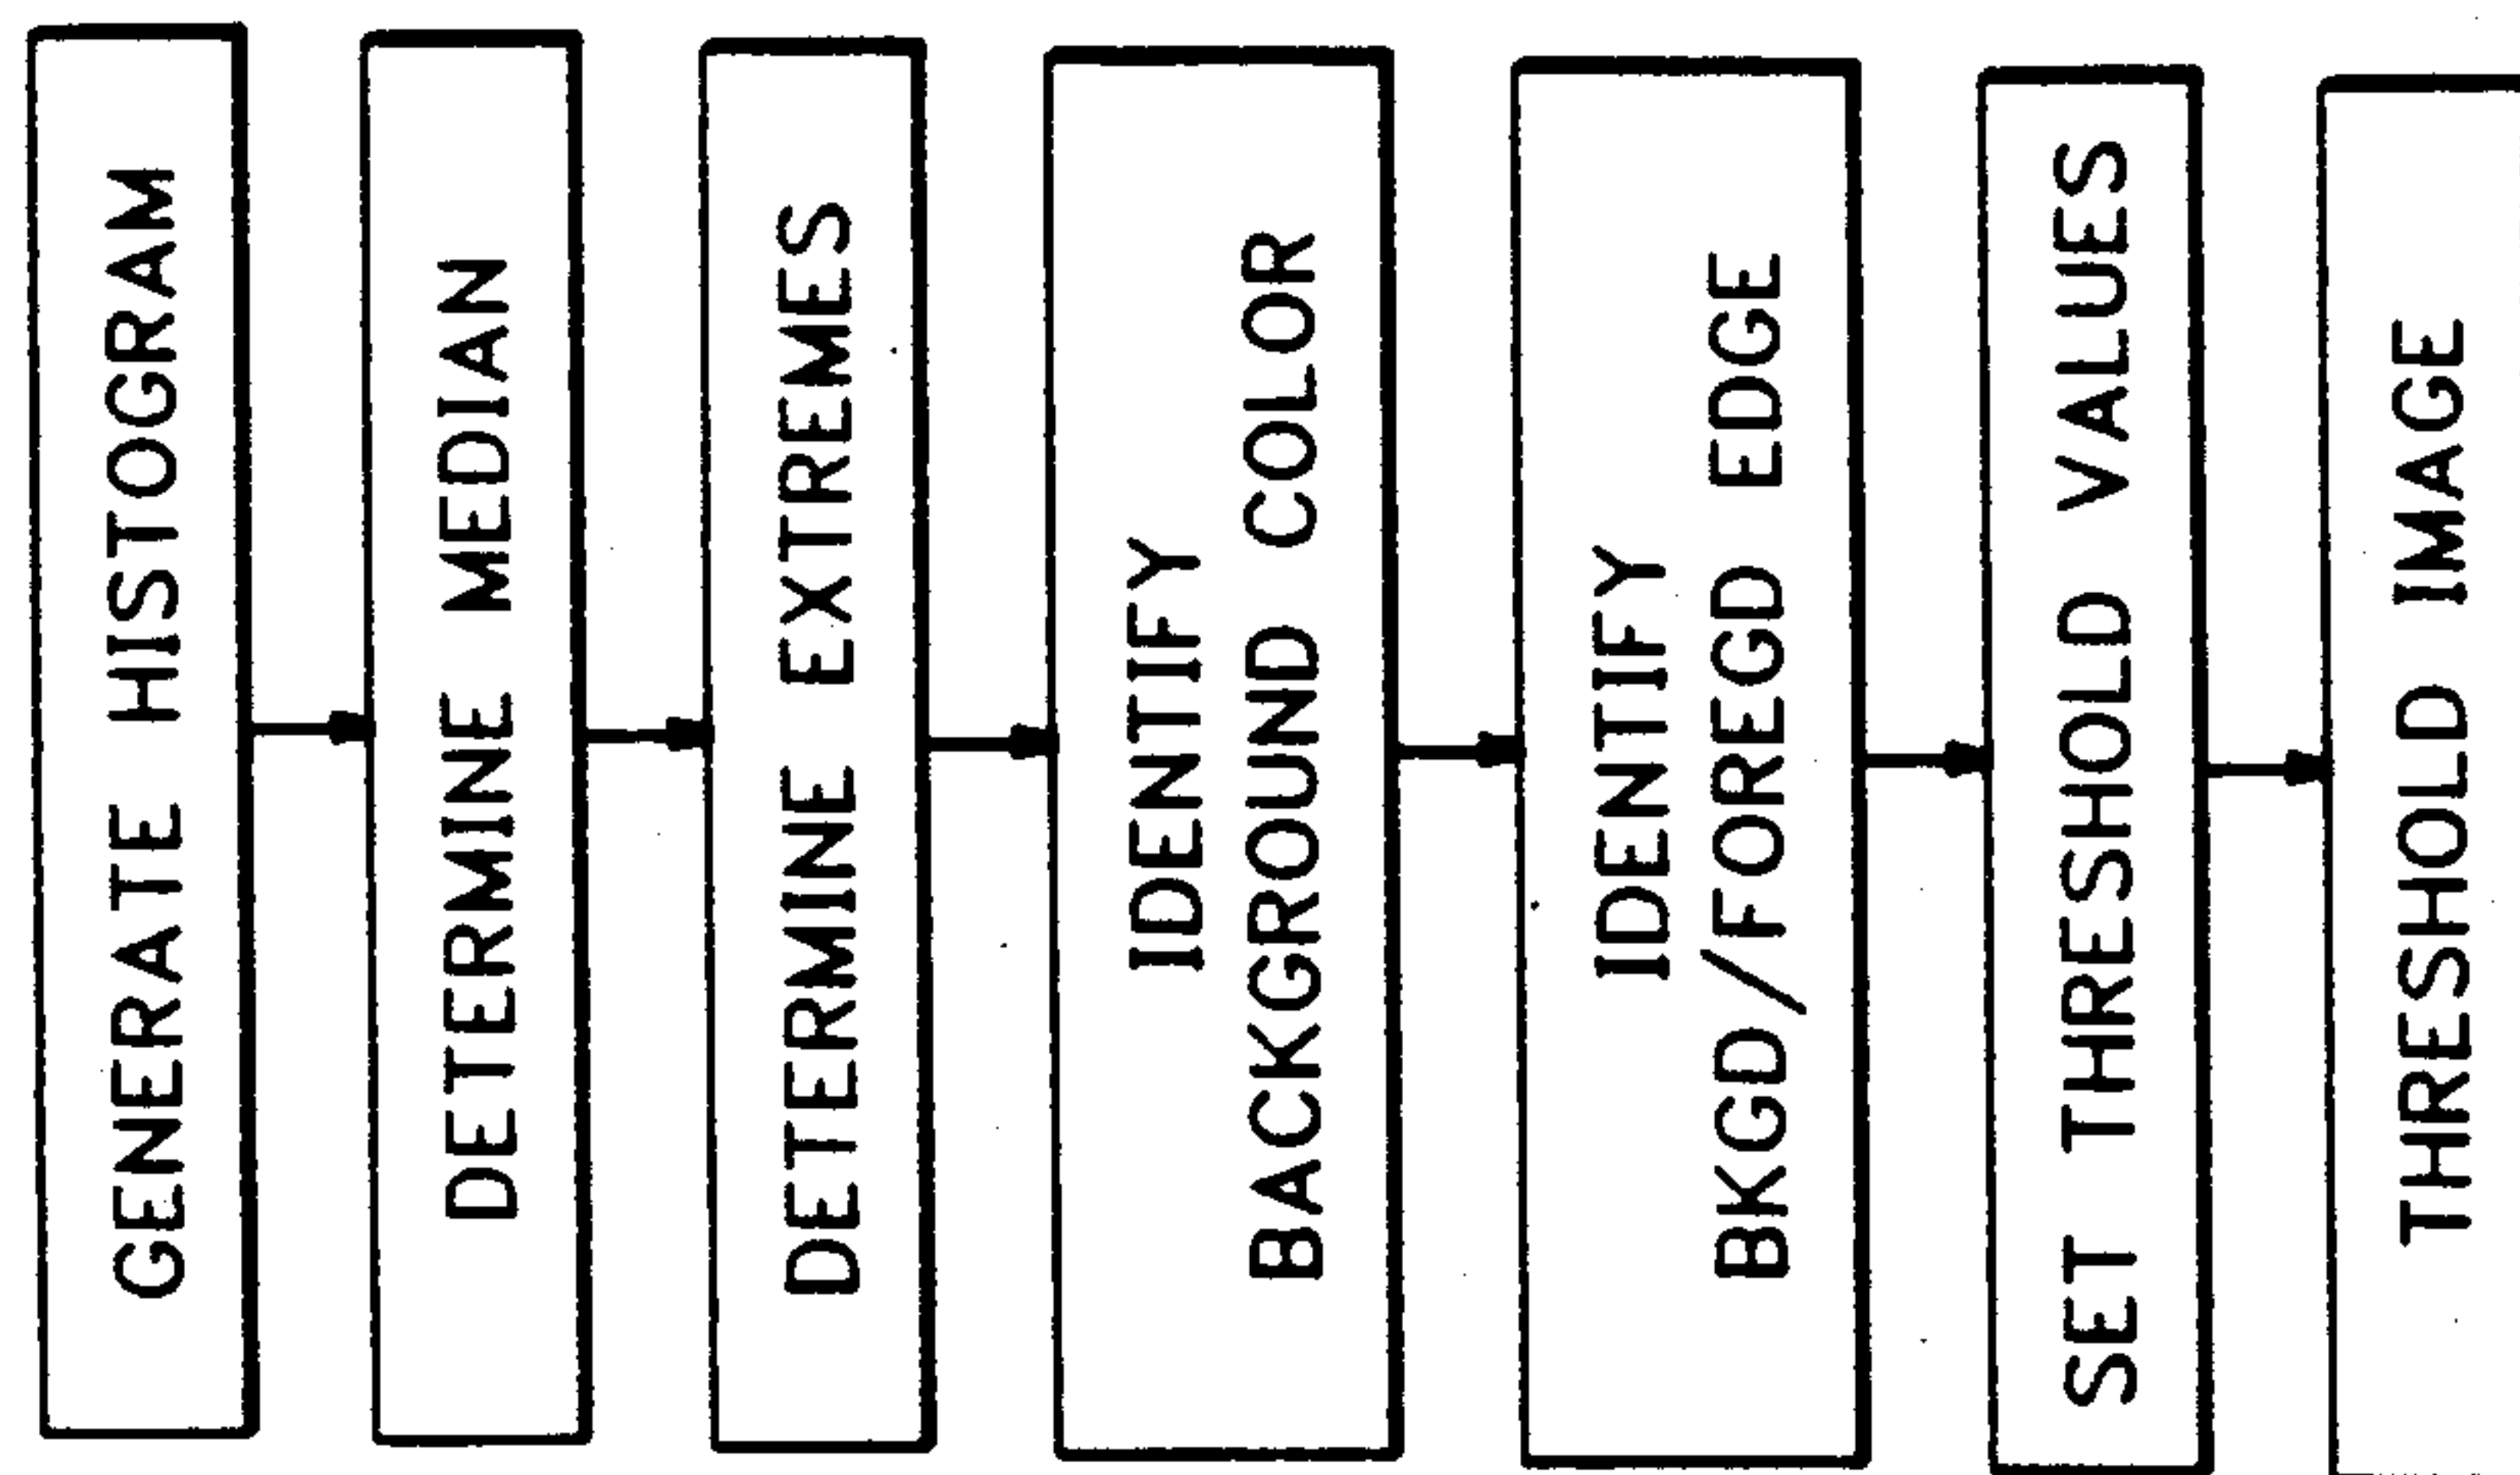 GENERATE HISTOGRAM
DETERMINE MEDIAN
DETERMINE EXTREMES
IDENTIFY
BACKGROUND COLOR
IDENTIFY
BKGD/FOREGD EDGE
SET THRESHOLD VALUES
THRESHOLD IMAGE